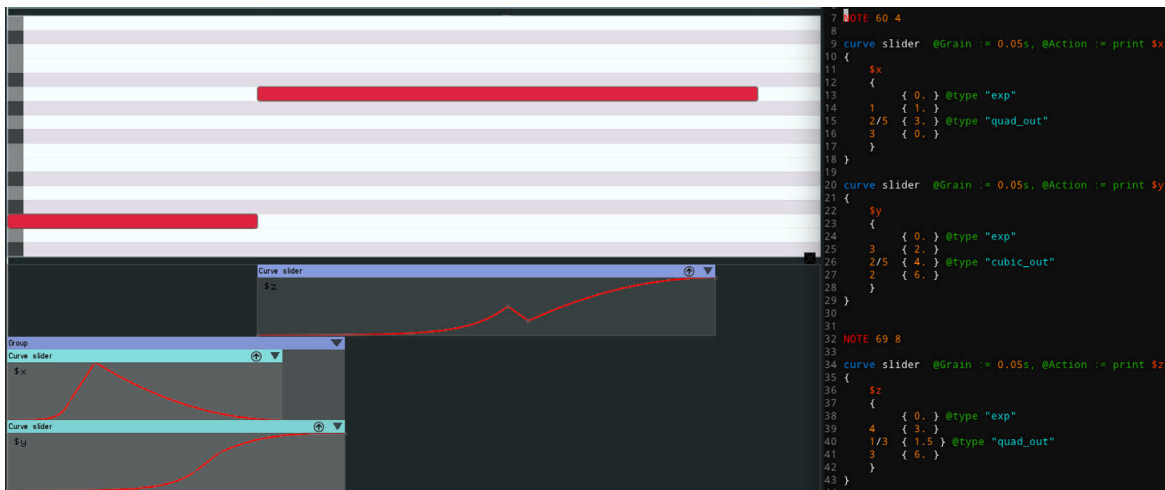 Curve slider
$z
Group
Curve slider
$x
Curve slider
$y
7 NOTE 60 4
8
9 curve slider @Grain := 0.05s, @Action := print $x
10 {
11 $x
12 {
13 { 0. } @type "exp"
14 1 { 1. }
15 2/5 { 3. } @type "quad_out"
16 3 { 0. }
17 }
18 }
19
20 curve slider @Grain := 0.05s, @Action := print $y
21 {
22 $y
23 {
24 { 0. } @type "exp"
25 3 { 2. }
26 2/5 { 4. } @type "cubic_out"
27 2 { 6. }
28 }
29 }
30
31
32 NOTE 69 8
33
34 curve slider @Grain := 0.05s, @Action := print $z
35 {
36 $z
37 {
38 { 0. } @type "exp"
39 4 { 3. }
40 1/3 { 1.5 } @type "quad_out"
41 3 { 6. }
42 }
43 }